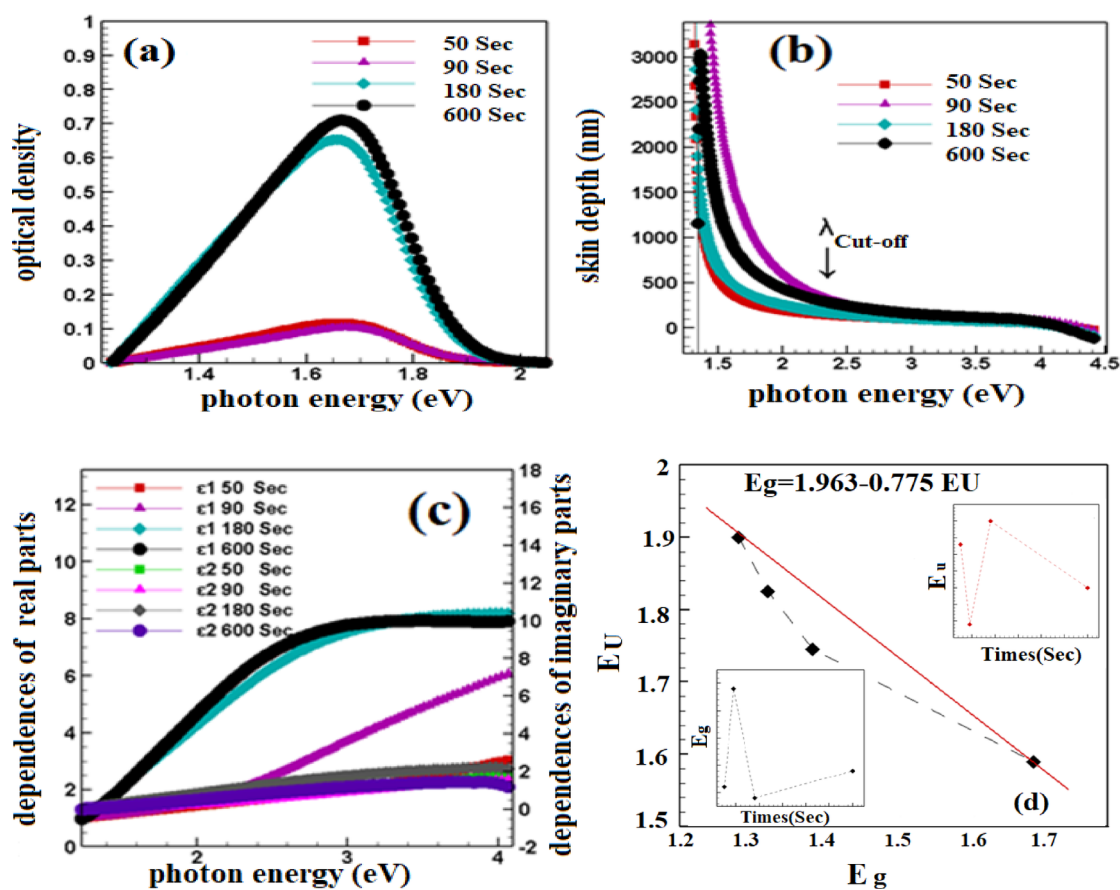 (a)
50 Sec
90 Sec
180 Sec
600 Sec
optical density
1
0.9
0.8
0.7
0.6
0.5
0.4
0.3
0.2
0.1
0
1.4
1.6
1.8
2
photon energy (eV)
(b)
50 Sec
90 Sec
180 Sec
600 Sec
skin depth (nm)
3000
2500
2000
1500
1000
500
0
λCut-off
1.5
2
2.5
3
3.5
4
4.5
photon energy (eV)
(c)
ε1 50 Sec
ε1 90 Sec
ε1 180 Sec
ε1 600 Sec
ε2 50 Sec
ε2 90 Sec
ε2 180 Sec
ε2 600 Sec
dependences of real parts
12
10
8
6
4
2
0
dependences of imaginary parts
18
16
14
12
10
8
6
4
2
0
-2
2
3
4
photon energy (eV)
Eg=1.963-0.775 EU
EU
2
1.9
1.8
1.7
1.6
1.5
E u
Times(Sec)
Eg
Times(Sec)
(d)
1.2
1.3
1.4
1.5
1.6
1.7
E g